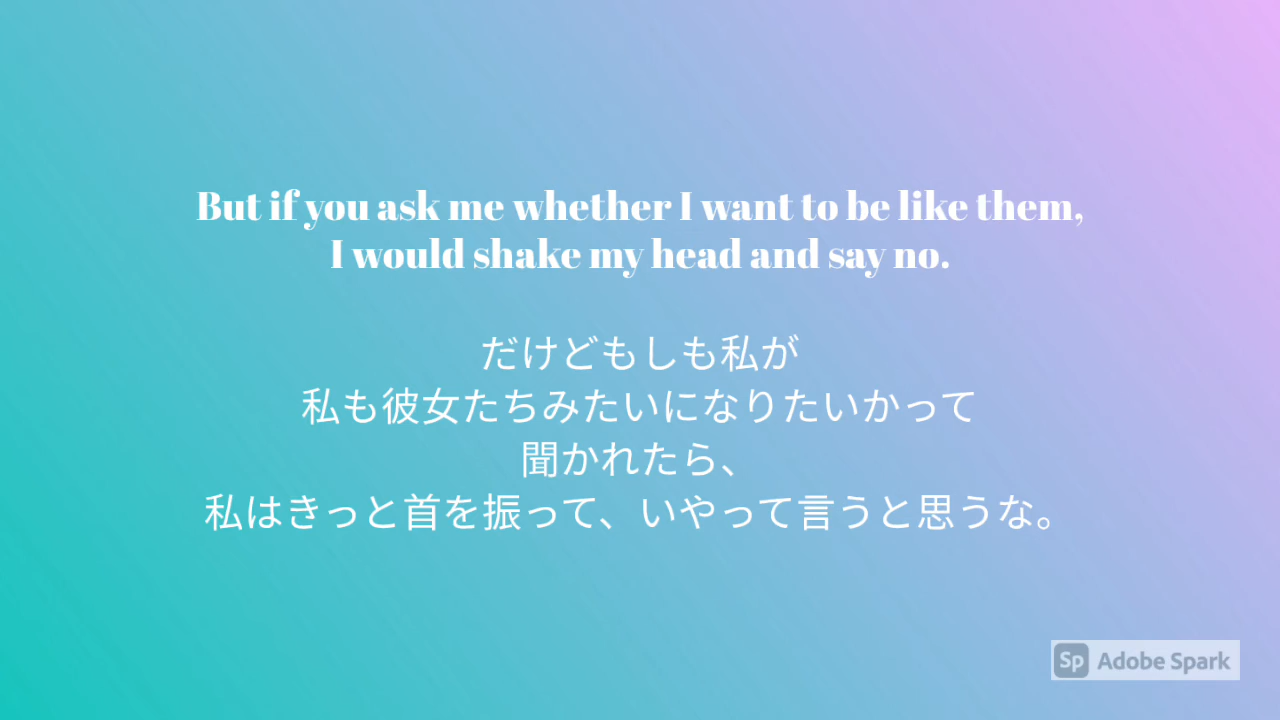 But if you ask me whether I want to be like them,
I would shake my head and say no.
だけどもしも私が
私も彼女たちみたいになりたいかって
聞かれたら、
私はきっと首を振って、いやって言うと思うな。
Sp Adobe Spark